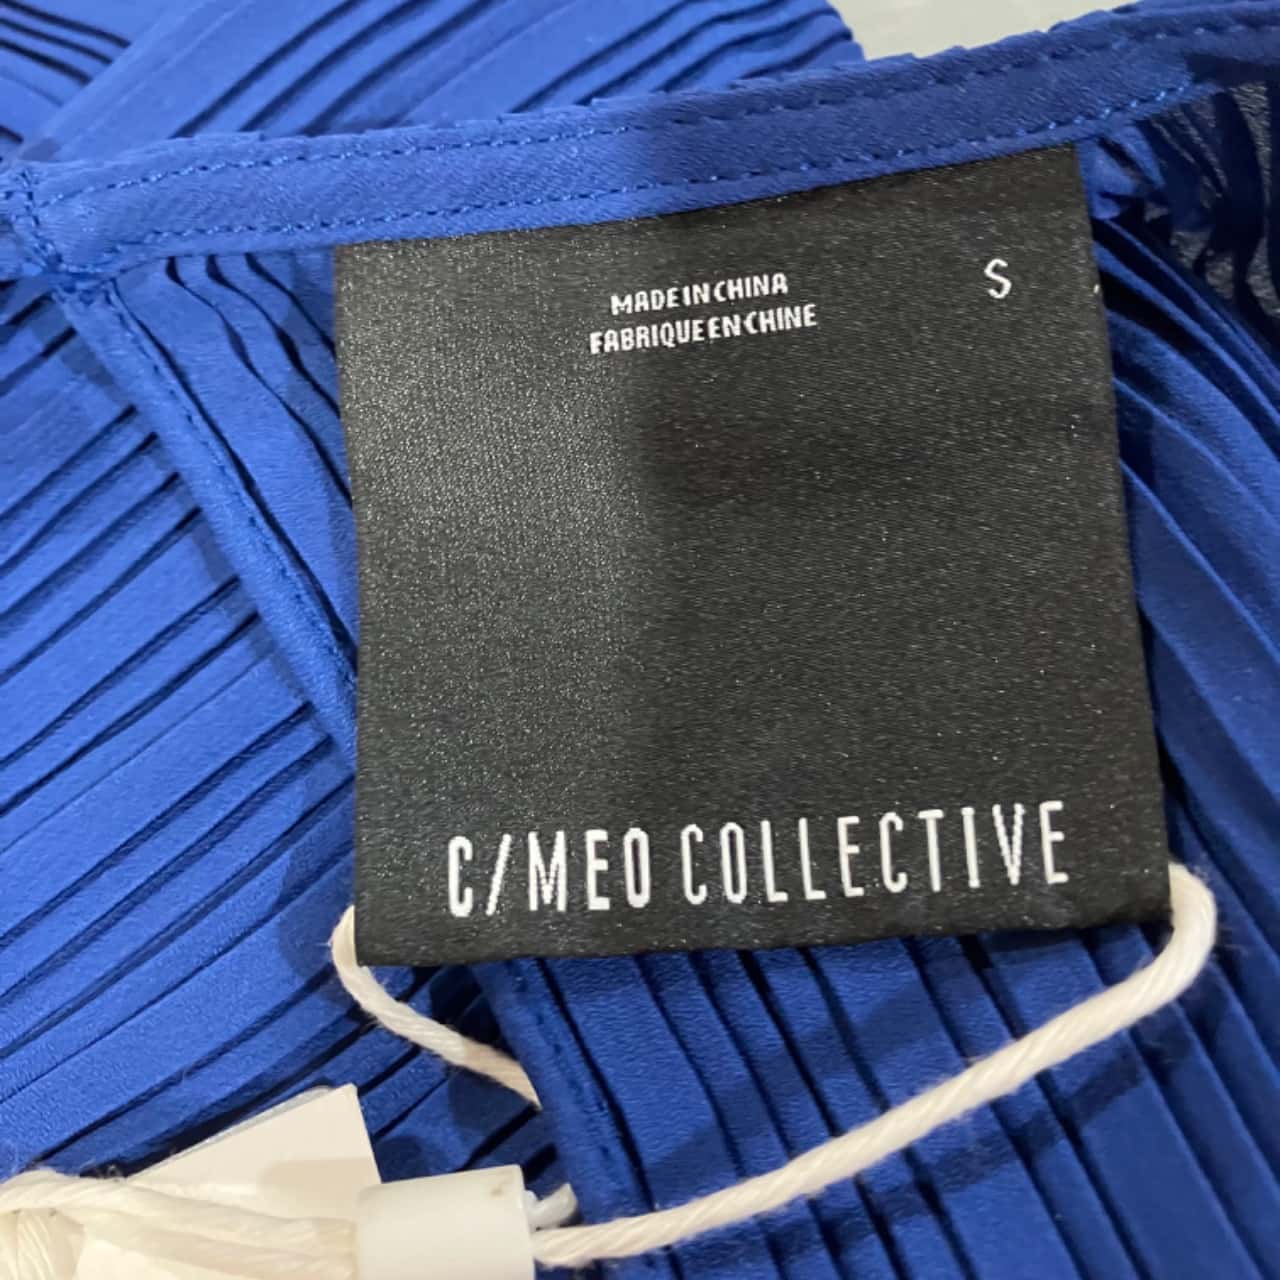 MADE IN CHINA
S
FABRIQUE EN CHINE
C/MEO COLLECTIVE